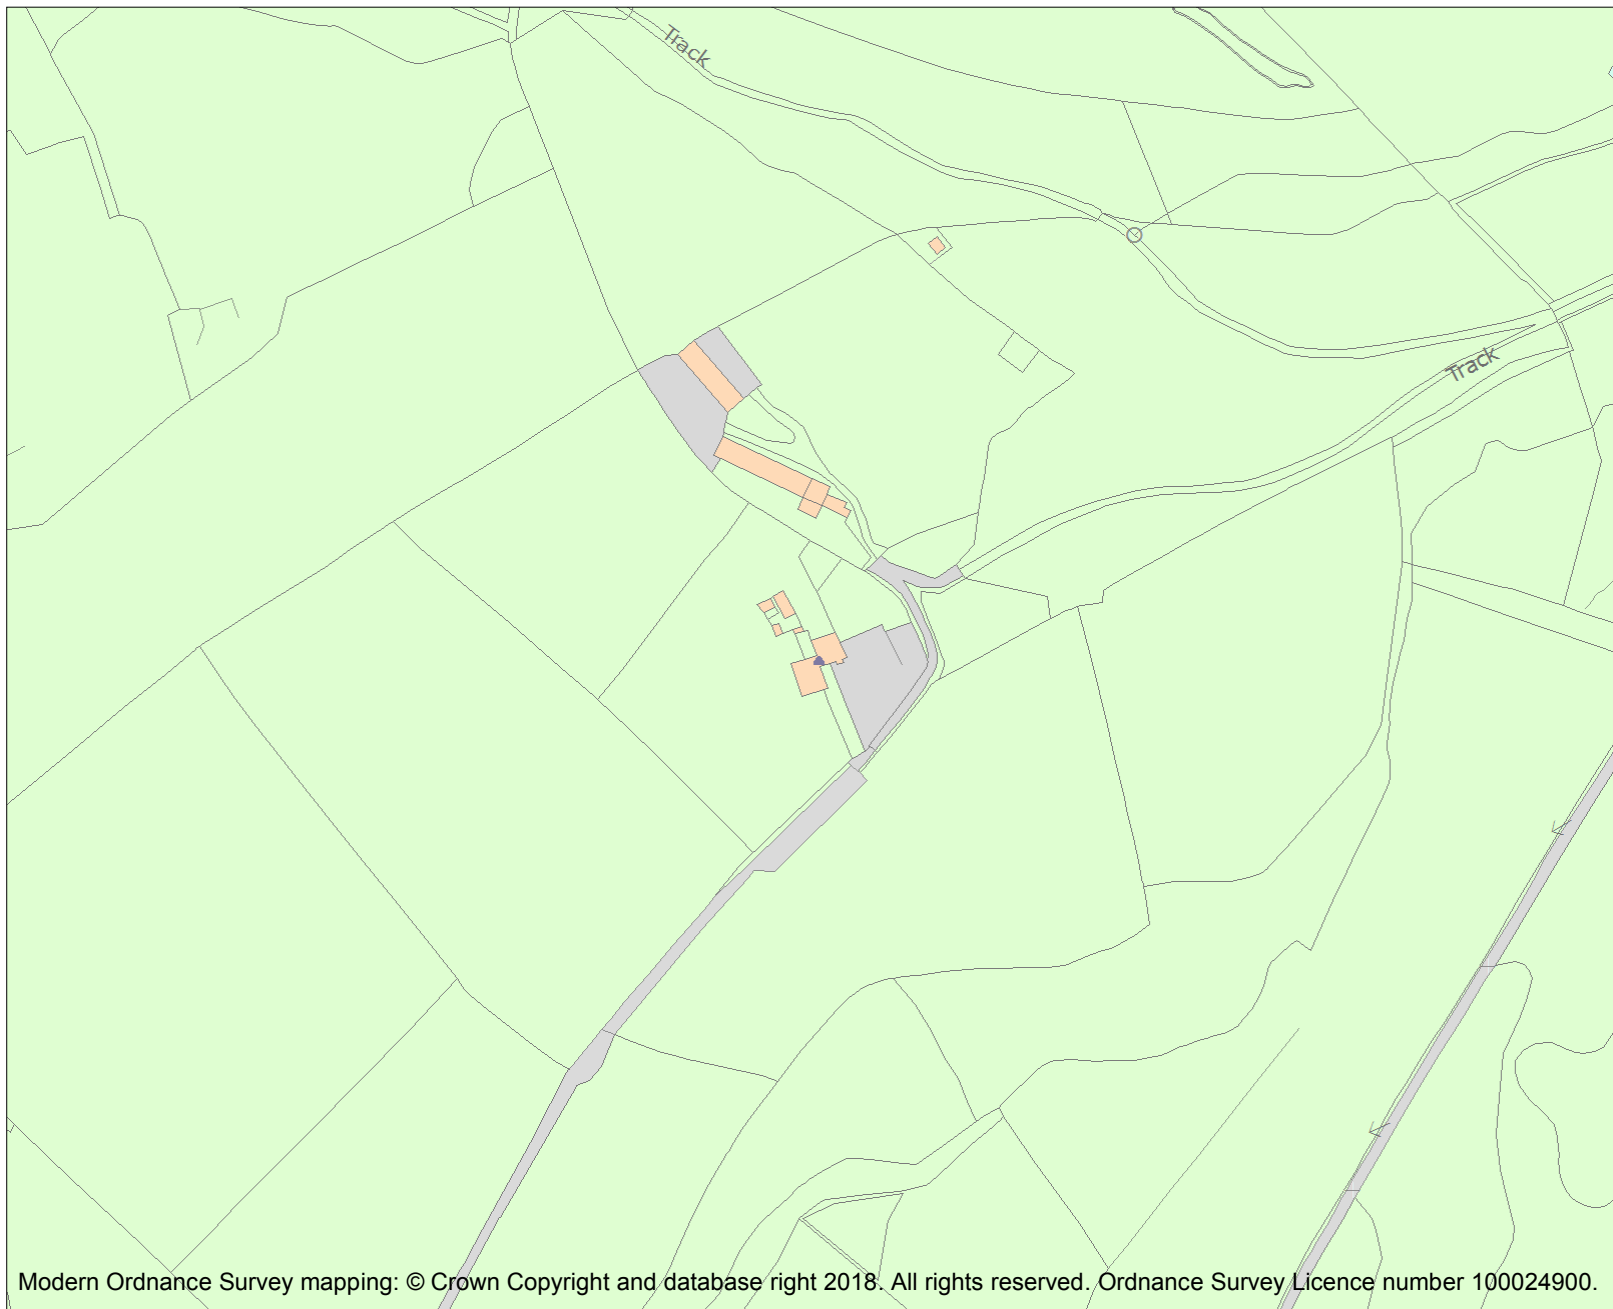 Track
Track
Modern Ordnance Survey mapping: © Crown Copyright and database right 2018. All rights reserved. Ordnance Survey Licence number 100024900.